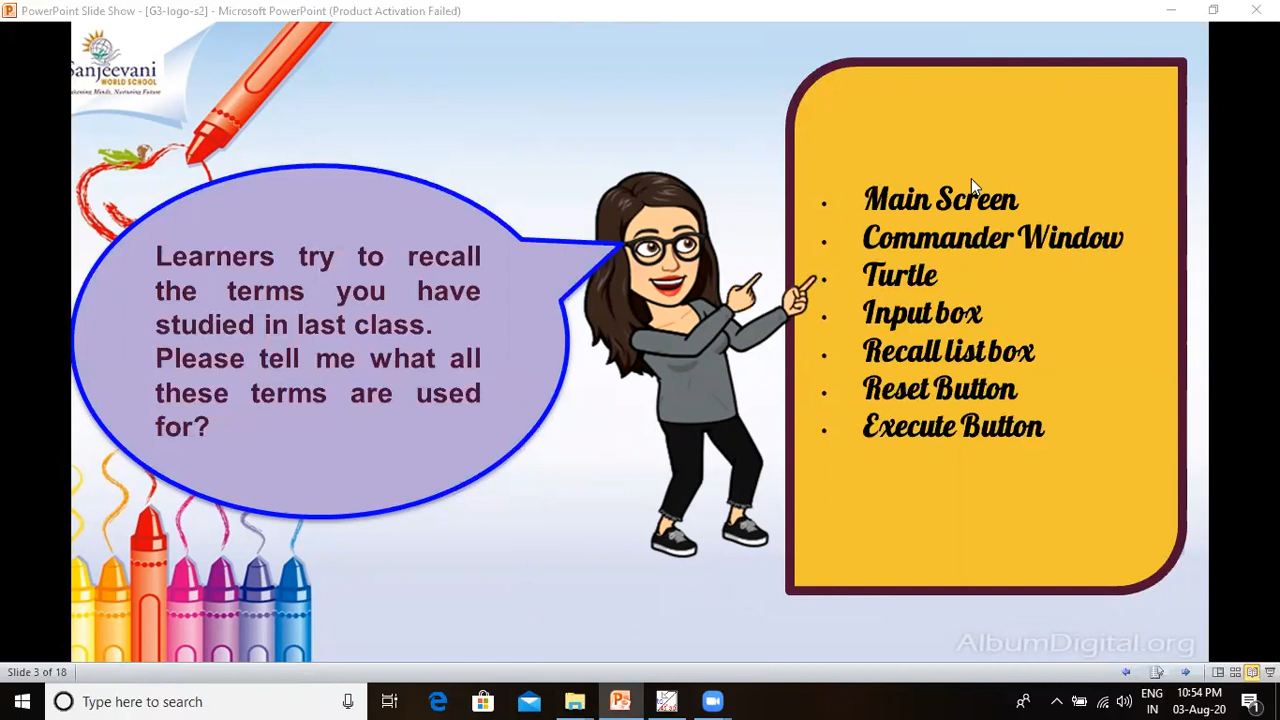 PowerPoint Slide Show - [G3-logo-s2] - Microsoft PowerPoint (Product Activation Failed)
Sanjeevani
WORLD SCHOOL
Learners try to recall
the terms you have
studied in last class.
Please tell me what all
these terms are used
for?
• Main Screen
• Commander Window
• Turtle
• Input box
• Recall list box
• Reset Button
• Execute Button
AlbumDigital.org
Slide 3 of 18
Type here to search
ENG
IN
10:54 PM
03-Aug-20
1